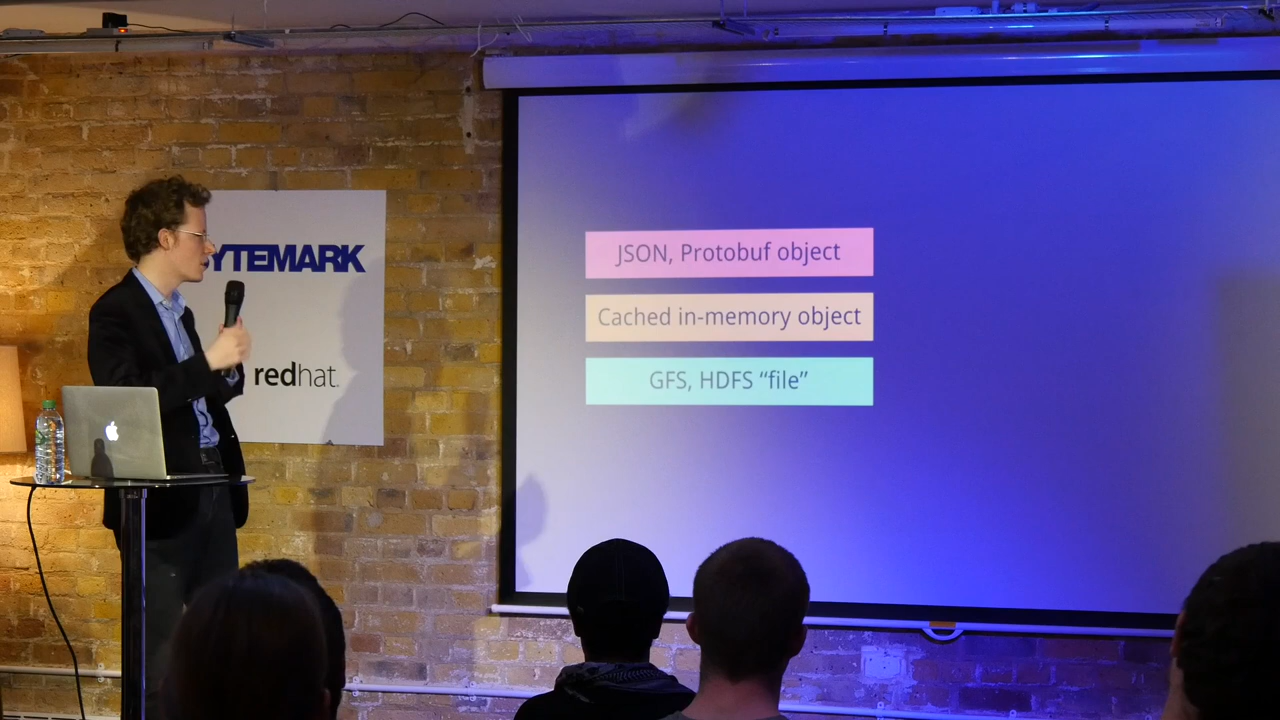 YTEMARK
redhat.
JSON, Protobuf object
Cached in-memory object
GFS, HDFS “file”